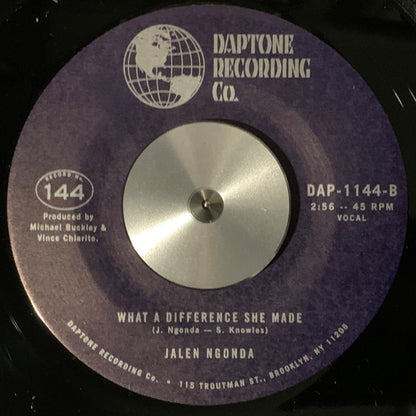 DAPTONE
RECORDING
Co.
RECORD No.
144
Produced by
Michael Buckley &
Vince Chiarito.
DAP-1144-B
2:56 -- 45 RPM
VOCAL
WHAT A DIFFERENCE SHE MADE
(J. Ngonda — S. Knowles)
JALEN NGONDA
DAPTONE RECORDING Co. • 115 TROUTMAN ST., BROOKLYN, NY 11206